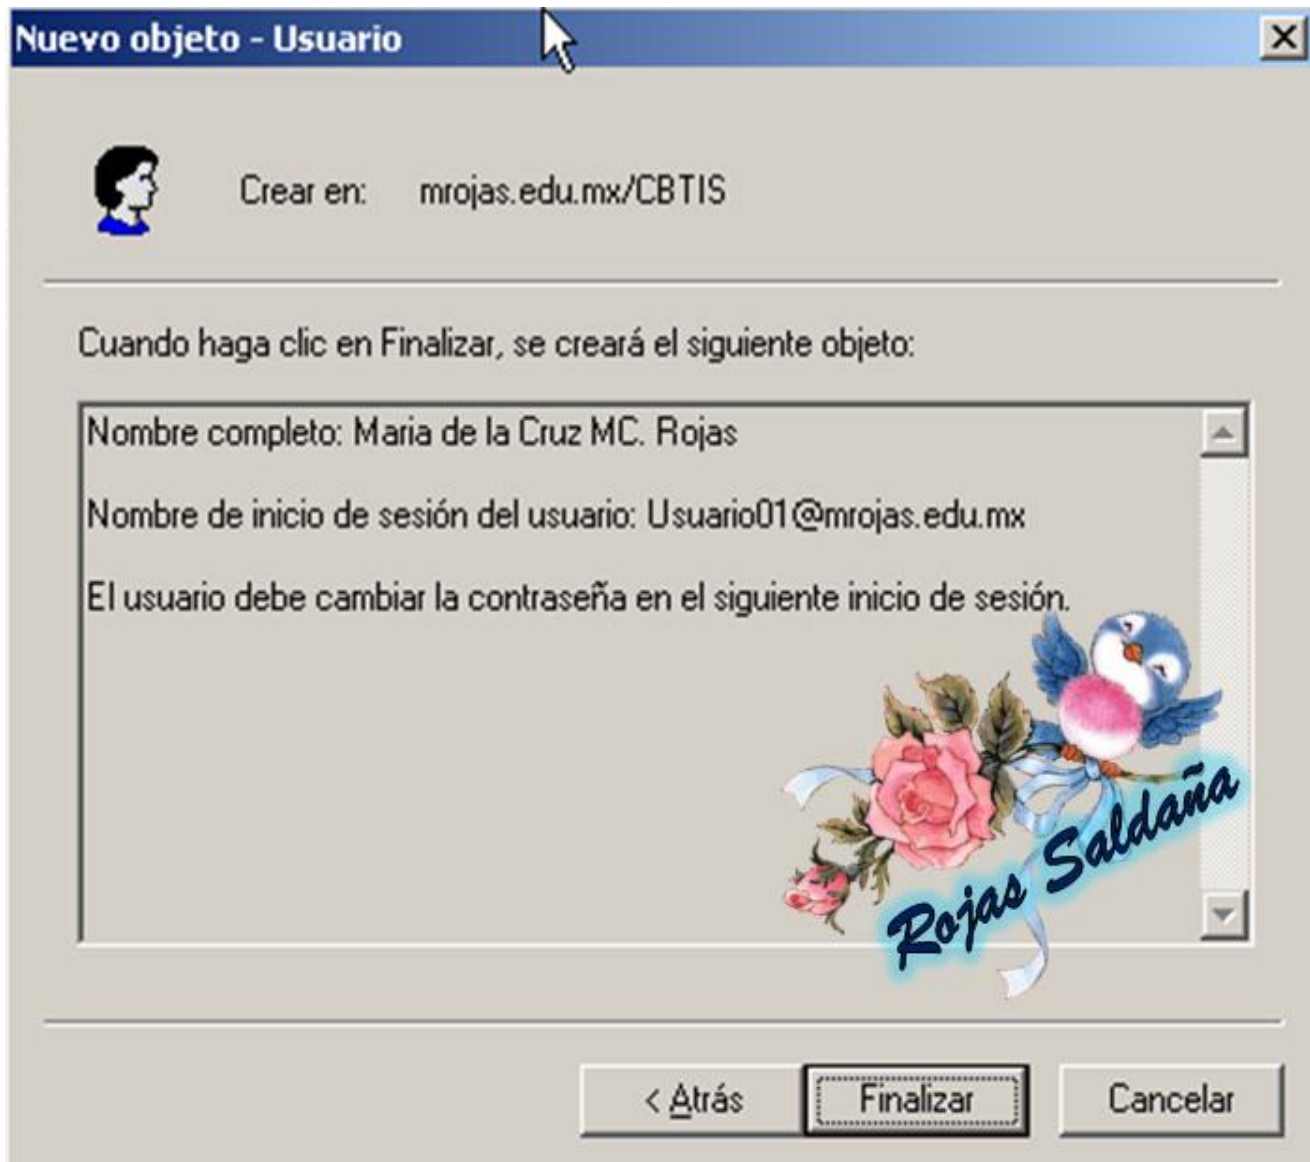 Nuevo objeto - Usuario
Crear en: mrojas.edu.mx/CBTIS
Cuando haga clic en Finalizar, se creará el siguiente objeto:
Nombre completo: Maria de la Cruz MC. Rojas
Nombre de inicio de sesión del usuario: Usuario01@mrojas.edu.mx
El usuario debe cambiar la contraseña en el siguiente inicio de sesión.
Rojas Saldaña
< Atrás Finalizar Cancelar